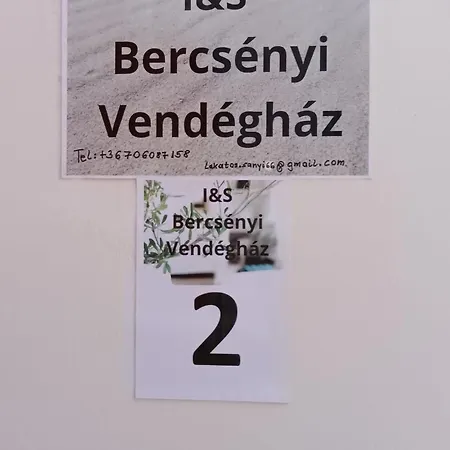 I&S
Bercsényi
Vendégház
Tel.:+36706087158
lakatos.sanyi66@gmail.com
I&S
Bercsényi
Vendégház
2